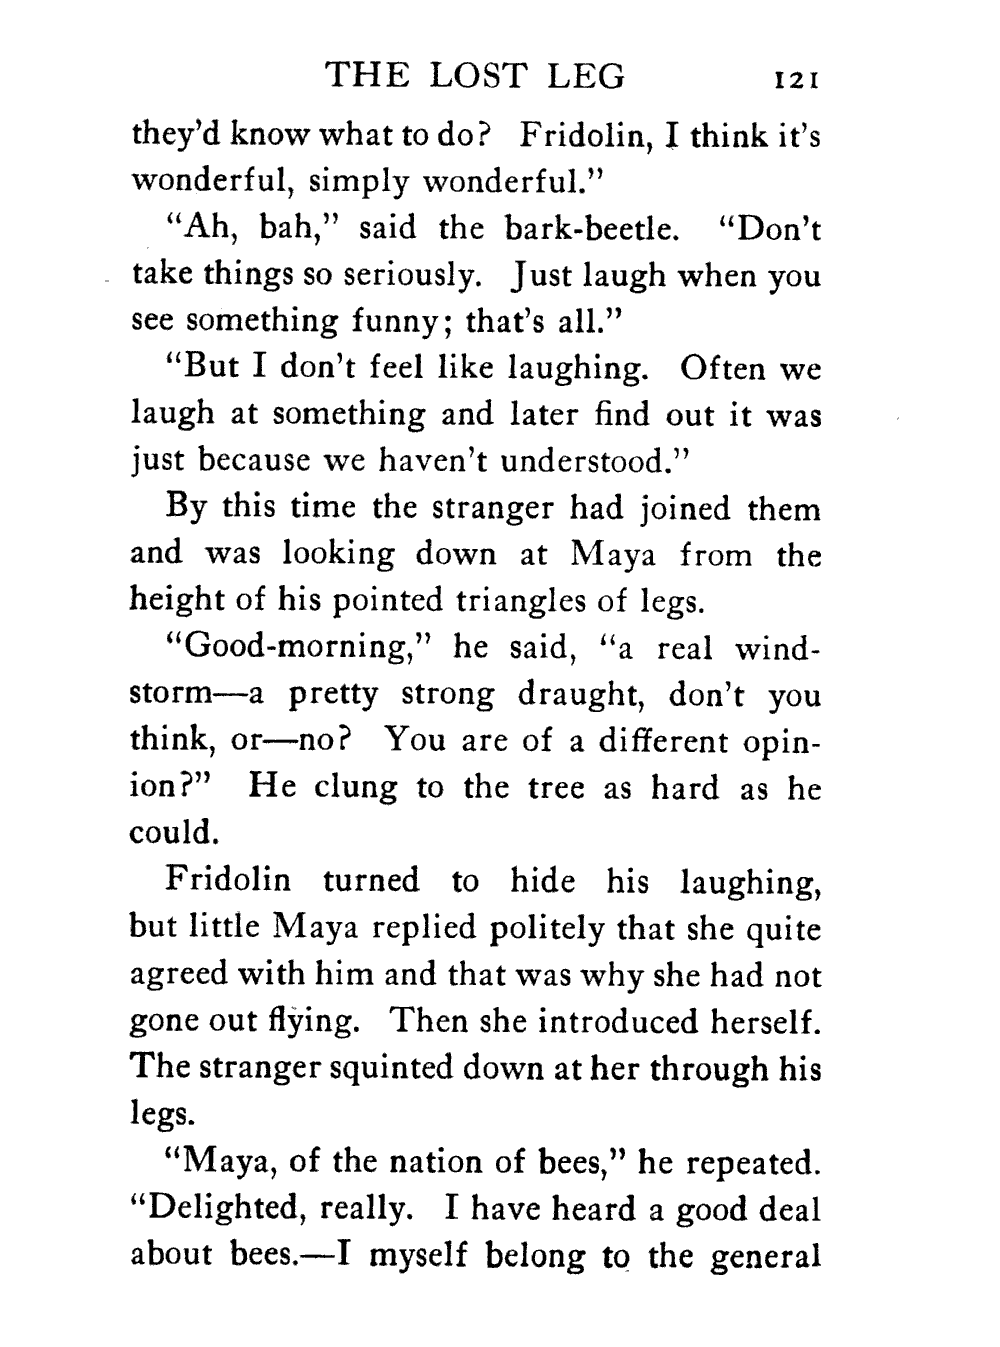 THE LOST LEG 121
they'd know what to do? Fridolin, I think it's
wonderful, simply wonderful.”
“Ah, bah,” said the bark-beetle. “Don't
take things so seriously. Just laugh when you
see something funny; that's all.”
“But I don't feel like laughing. Often we
laugh at something and later find out it was
just because we haven't understood.”
By this time the stranger had joined them
and was looking down at Maya from the
height of his pointed triangles of legs.
“Good-morning,” he said, “a real wind-
storm—a pretty strong draught, don't you
think, or—no? You are of a different opin-
ion?” He clung to the tree as hard as he
could.
Fridolin turned to hide his laughing,
but little Maya replied politely that she quite
agreed with him and that was why she had not
gone out flying. Then she introduced herself.
The stranger squinted down at her through his
legs.
“Maya, of the nation of bees,” he repeated.
“Delighted, really. I have heard a good deal
about bees.—I myself belong to the general